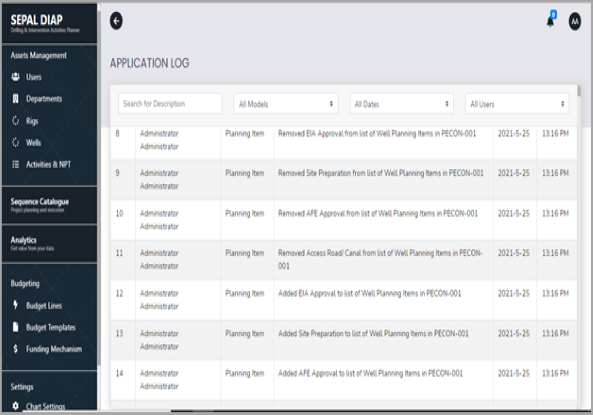 SEPAL DIAP
Drilling & Intervention Activities Planner
Assets Management
Users
Departments
Rigs
Wells
Activities & NPT
Sequence Catalogue
Project planning and execution
Analytics
Get value from your data
Budgeting
Budget Lines
Budget Templates
Funding Mechanism
Settings
Chart Settings
AA
APPLICATION LOG
Search for Description
All Models
All Dates
All Users
8 Administrator Planning Item Removed EIA Approval from list of Well Planning Items in PECON-001 2021-5-25 13:16 PM
Administrator
9 Administrator Planning Item Removed Site Preparation from list of Well Planning Items in PECON-001 2021-5-25 13:16 PM
Administrator
10 Administrator Planning Item Removed AFE Approval from list of Well Planning Items in PECON-001 2021-5-25 13:16 PM
Administrator
11 Administrator Planning Item Removed Access Road/ Canal from list of Well Planning Items in PECON- 2021-5-25 13:16 PM
Administrator 001
12 Administrator Planning Item Added EIA Approval to list of Well Planning Items in PECON-001 2021-5-25 13:16 PM
Administrator
13 Administrator Planning Item Added Site Preparation to list of Well Planning Items in PECON-001 2021-5-25 13:16 PM
Administrator
14 Administrator Planning Item Added AFE Approval to list of Well Planning Items in PECON-001 2021-5-25 13:16 PM
Administrator